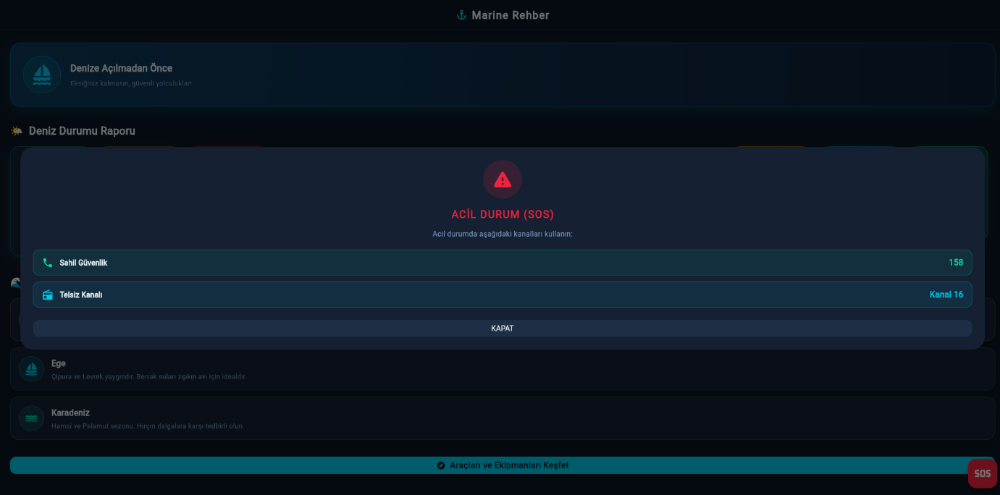 Marine Rehber
Denize Açılmadan Önce
Eksiğiniz kalmasın, güvenli yolculuklar!
Deniz Durumu Raporu
ACİL DURUM (SOS)
Acil durumda aşağıdaki kanalları kullanın:
Sahil Güvenlik 158
Telsiz Kanalı Kanal 16
KAPAT
Ege
Çipura ve Levrek yaygındır. Berrak suları zıpkın avı için idealdir.
Karadeniz
Hamsi ve Palamut sezonu. Hırçın dalgalara karşı tedbirli olun.
Araçları ve Ekipmanları Keşfet
SOS